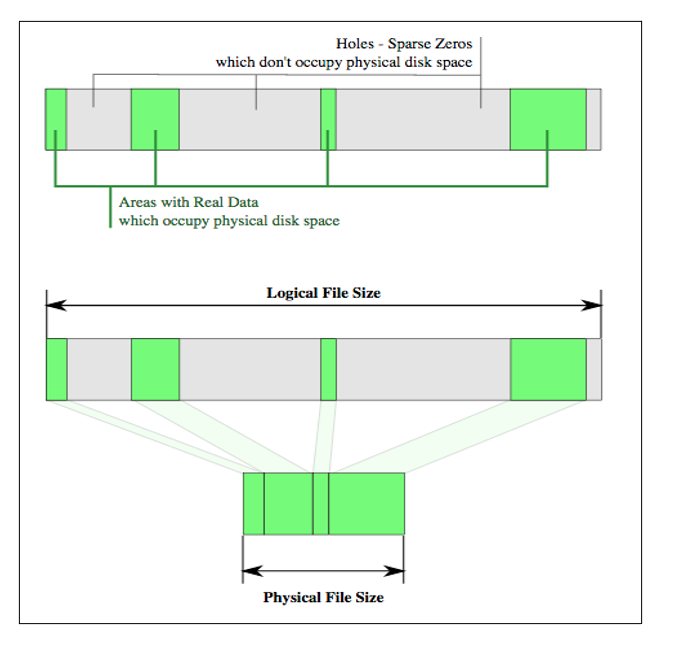 Holes - Sparse Zeros
which don't occupy physical disk space
Areas with Real Data
which occupy physical disk space
Logical File Size
Physical File Size